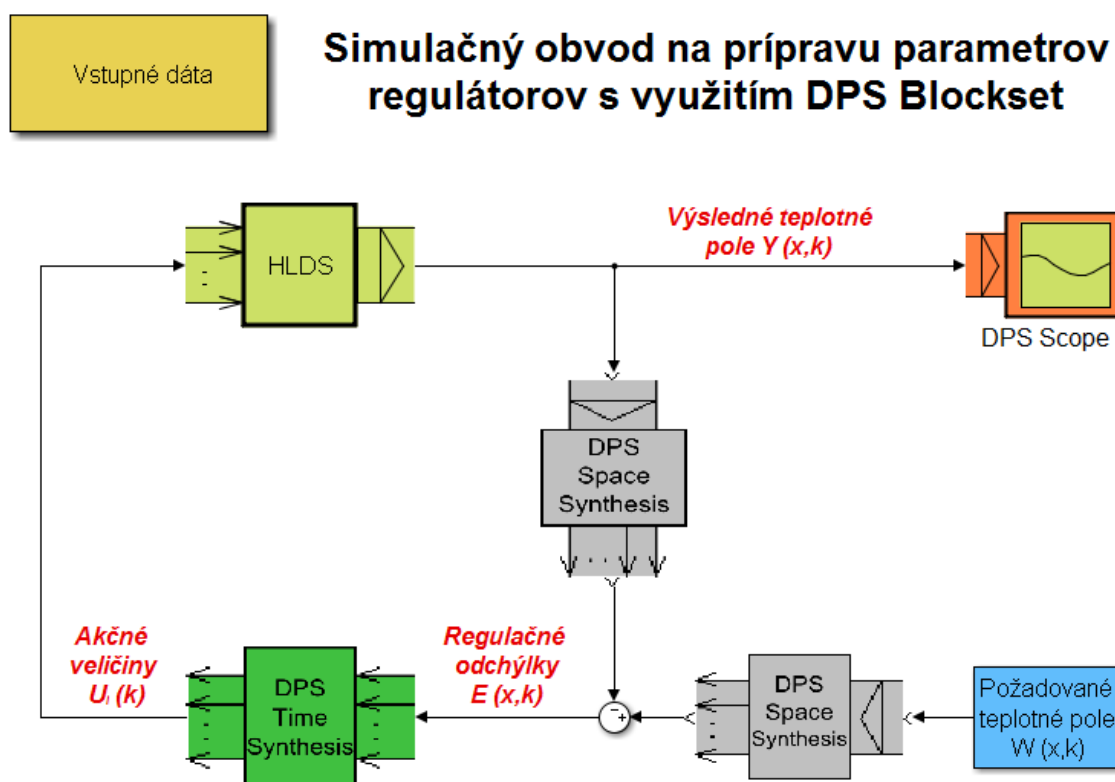 Vstupné dáta
Simulačný obvod na prípravu parametrov
regulátorov s využitím DPS Blockset
HLDS
Výsledné teplotné
pole Y (x,k)
DPS Scope
DPS
Space
Synthesis
Akčné
veličiny
Uᵢ (k)
DPS
Time
Synthesis
Regulačné
odchýlky
E (x,k)
- +
DPS
Space
Synthesis
Požadované
teplotné pole
W (x,k)